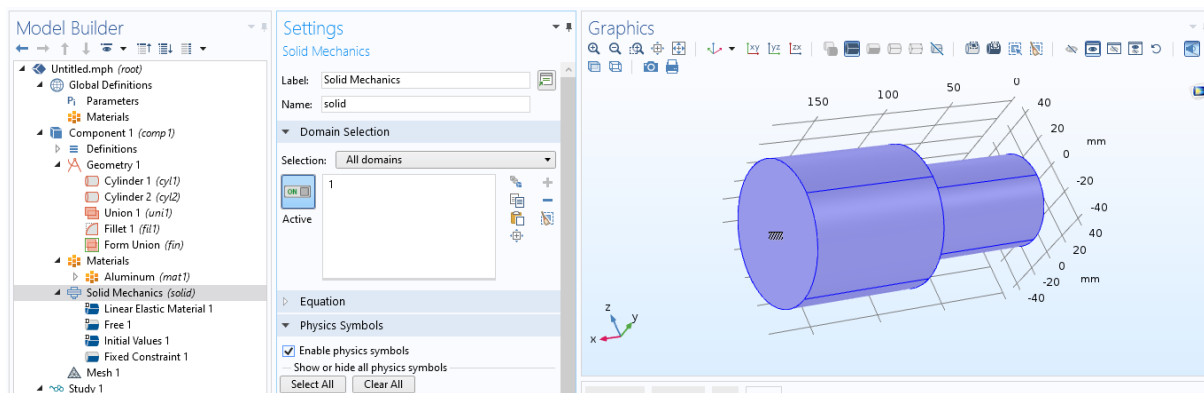 Model Builder
Untitled.mph (root)
Global Definitions
Pi Parameters
Materials
Component 1 (comp1)
Definitions
Geometry 1
Cylinder 1 (cyl1)
Cylinder 2 (cyl2)
Union 1 (uni1)
Fillet 1 (fil1)
Form Union (fin)
Materials
Aluminum (mat1)
Solid Mechanics (solid)
Linear Elastic Material 1
Free 1
Initial Values 1
Fixed Constraint 1
Mesh 1
Study 1
Settings
Solid Mechanics
Label: Solid Mechanics
Name: solid
Domain Selection
Selection: All domains
ON
1
Active
Equation
Physics Symbols
Enable physics symbols
Show or hide all physics symbols
Select All Clear All
Graphics
xy yz zx
150 100 50 0
40
20
0
-20
-40
mm
40
20
0
-20
-40
mm
z
y
x